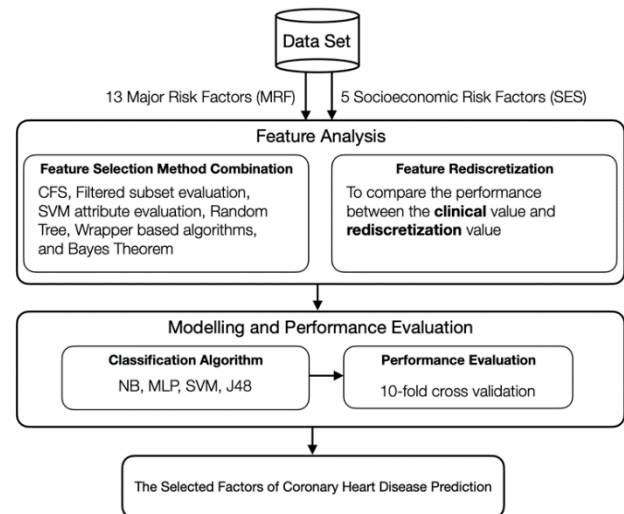 Data Set
13 Major Risk Factors (MRF)
5 Socioeconomic Risk Factors (SES)
Feature Analysis
Feature Selection Method Combination
CFS, Filtered subset evaluation,
SVM attribute evaluation, Random
Tree, Wrapper based algorithms,
and Bayes Theorem
Feature Rediscretization
To compare the performance
between the clinical value and
rediscretization value
Modelling and Performance Evaluation
Classification Algorithm
NB, MLP, SVM, J48
Performance Evaluation
10-fold cross validation
The Selected Factors of Coronary Heart Disease Prediction